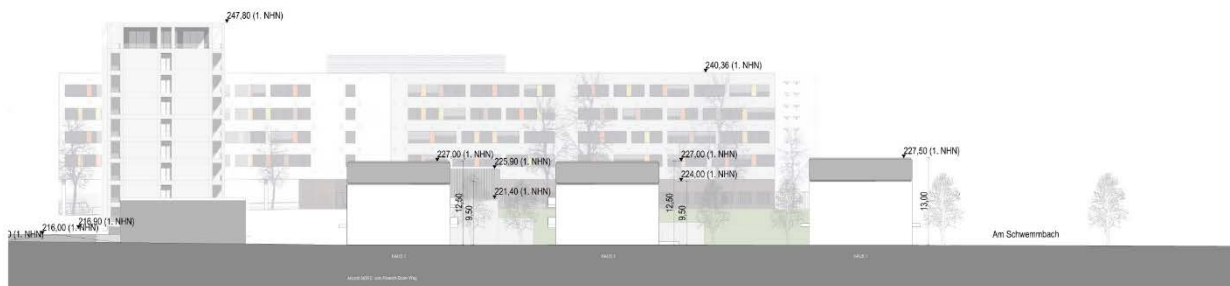 247,80 (1. NHN)
240,36 (1. NHN)
227,00 (1. NHN)
225,90 (1. NHN)
227,00 (1. NHN)
227,50 (1. NHN)
224,00 (1. NHN)
221,40 (1. NHN)
12,50
9,50
12,50
9,50
13,00
216,90 (1. NHN)
216,00 (1. NHN)
(1. NHN)
Am Schwemmbach